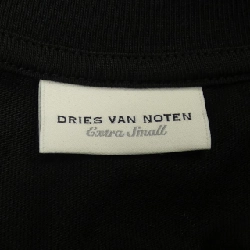 DRIES VAN NOTEN
Extra Small